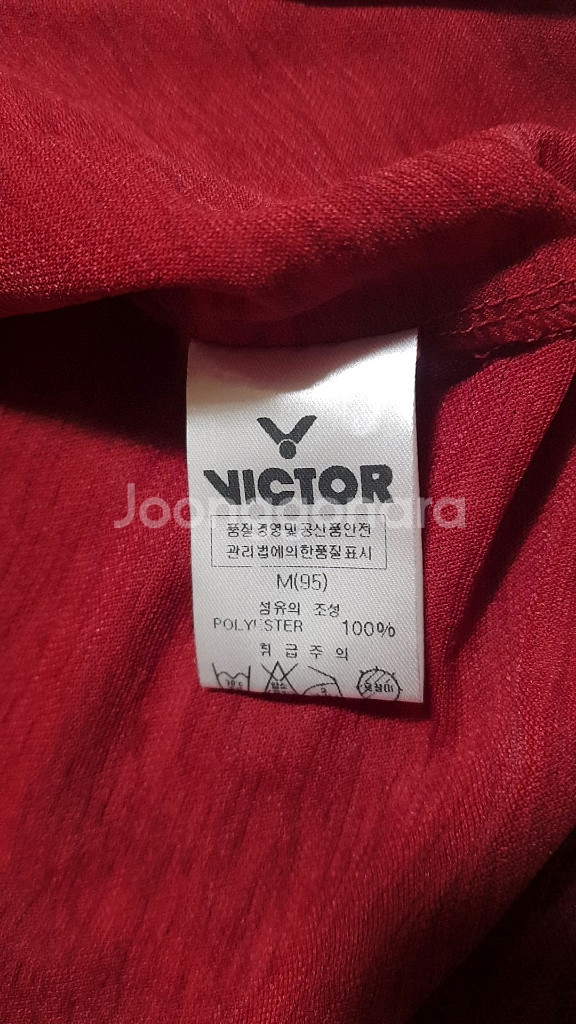 VICTOR
Joonggonara
품질경영및공산품안전
관리법에의한품질표시
M(95)
섬유의 조성
POLYESTER 100%
취급주의